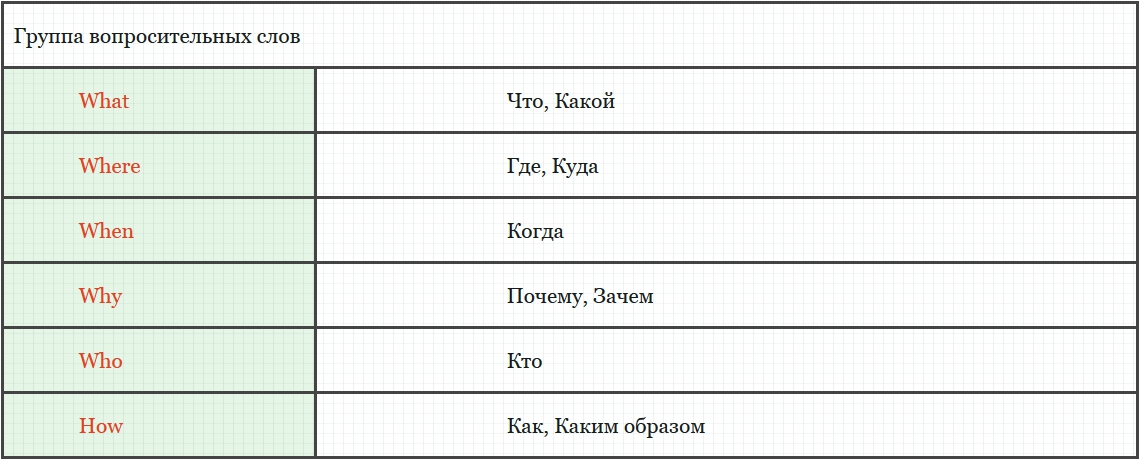 Группа вопросительных слов
What Что, Какой
Where Где, Куда
When Когда
Why Почему, Зачем
Who Кто
How Как, Каким образом